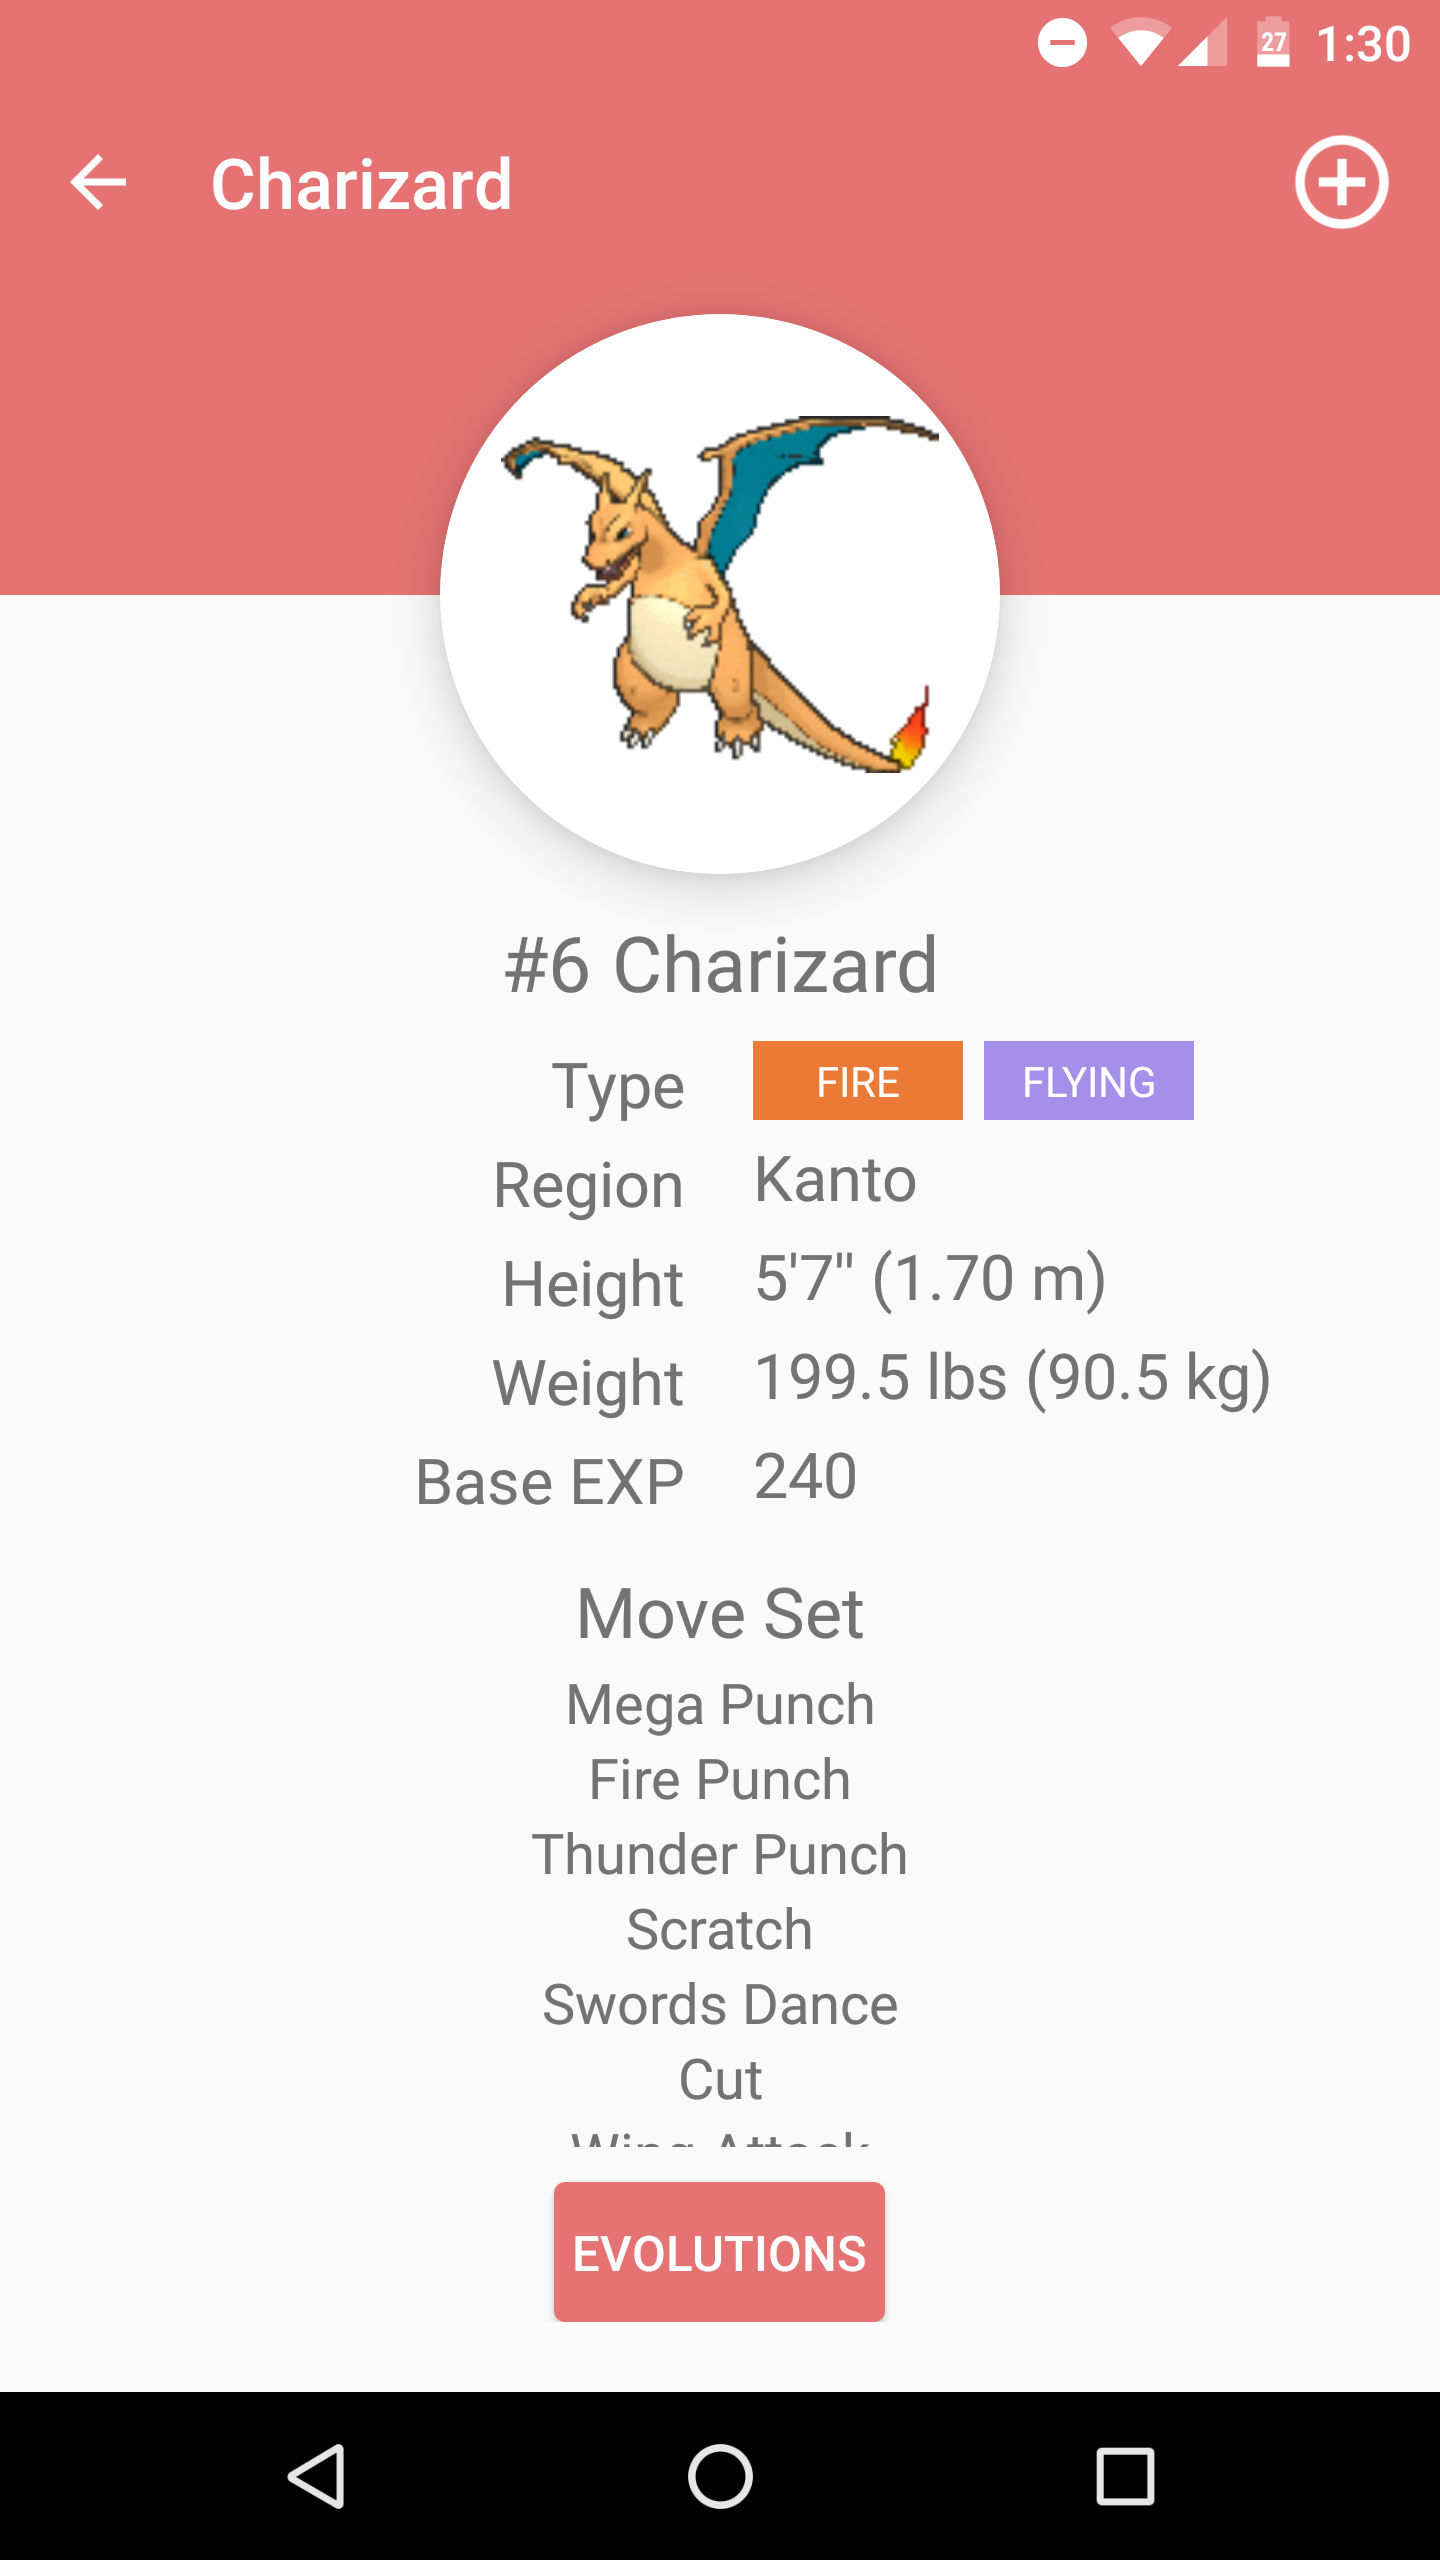 27 1:30
Charizard
#6 Charizard
Type FIRE FLYING
Region Kanto
Height 5'7" (1.70 m)
Weight 199.5 lbs (90.5 kg)
Base EXP 240
Move Set
Mega Punch
Fire Punch
Thunder Punch
Scratch
Swords Dance
Cut
Wing Attack
EVOLUTIONS